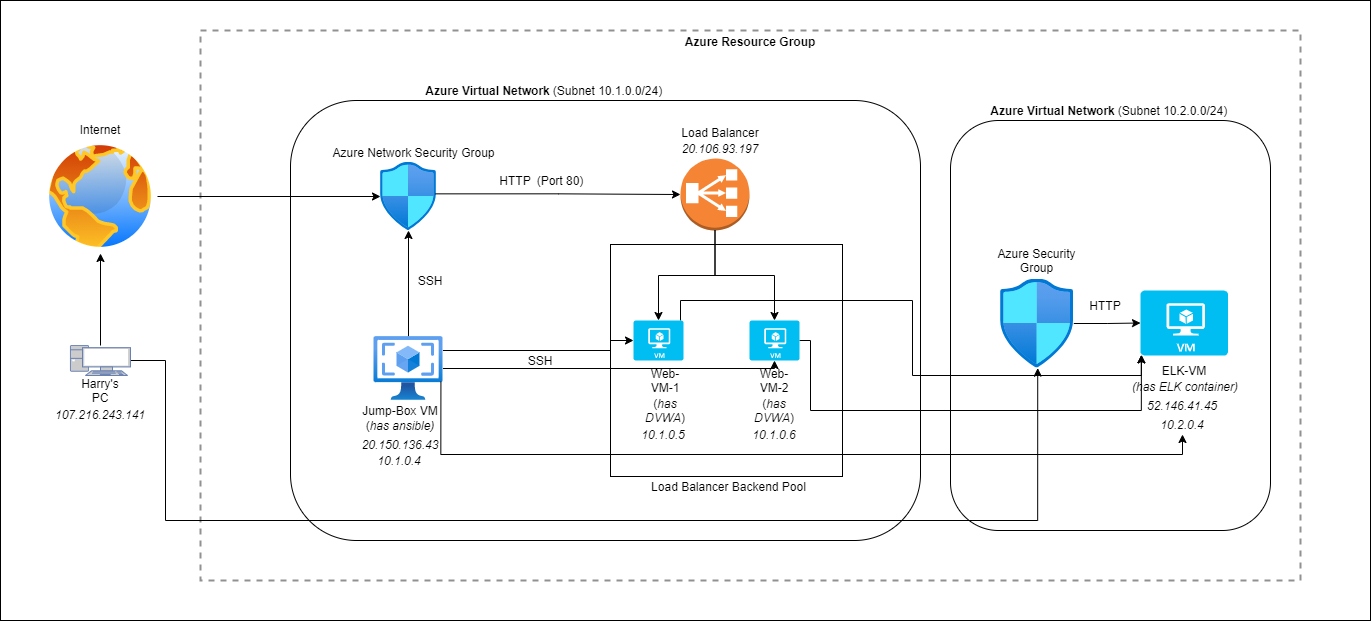 Azure Resource Group
Azure Virtual Network (Subnet 10.1.0.0/24)
Azure Virtual Network (Subnet 10.2.0.0/24)
Internet
Load Balancer
20.106.93.197
Azure Network Security Group
HTTP (Port 80)
SSH
Azure Security
Group
HTTP
VM
VM
VM
SSH
Harry's
PC
107.216.243.141
Jump-Box VM
(has ansible)
20.150.136.43
10.1.0.4
Web-
VM-1
(has
DVWA)
10.1.0.5
Web-
VM-2
(has
DVWA)
10.1.0.6
ELK-VM
(has ELK container)
52.146.41.45
10.2.0.4
Load Balancer Backend Pool